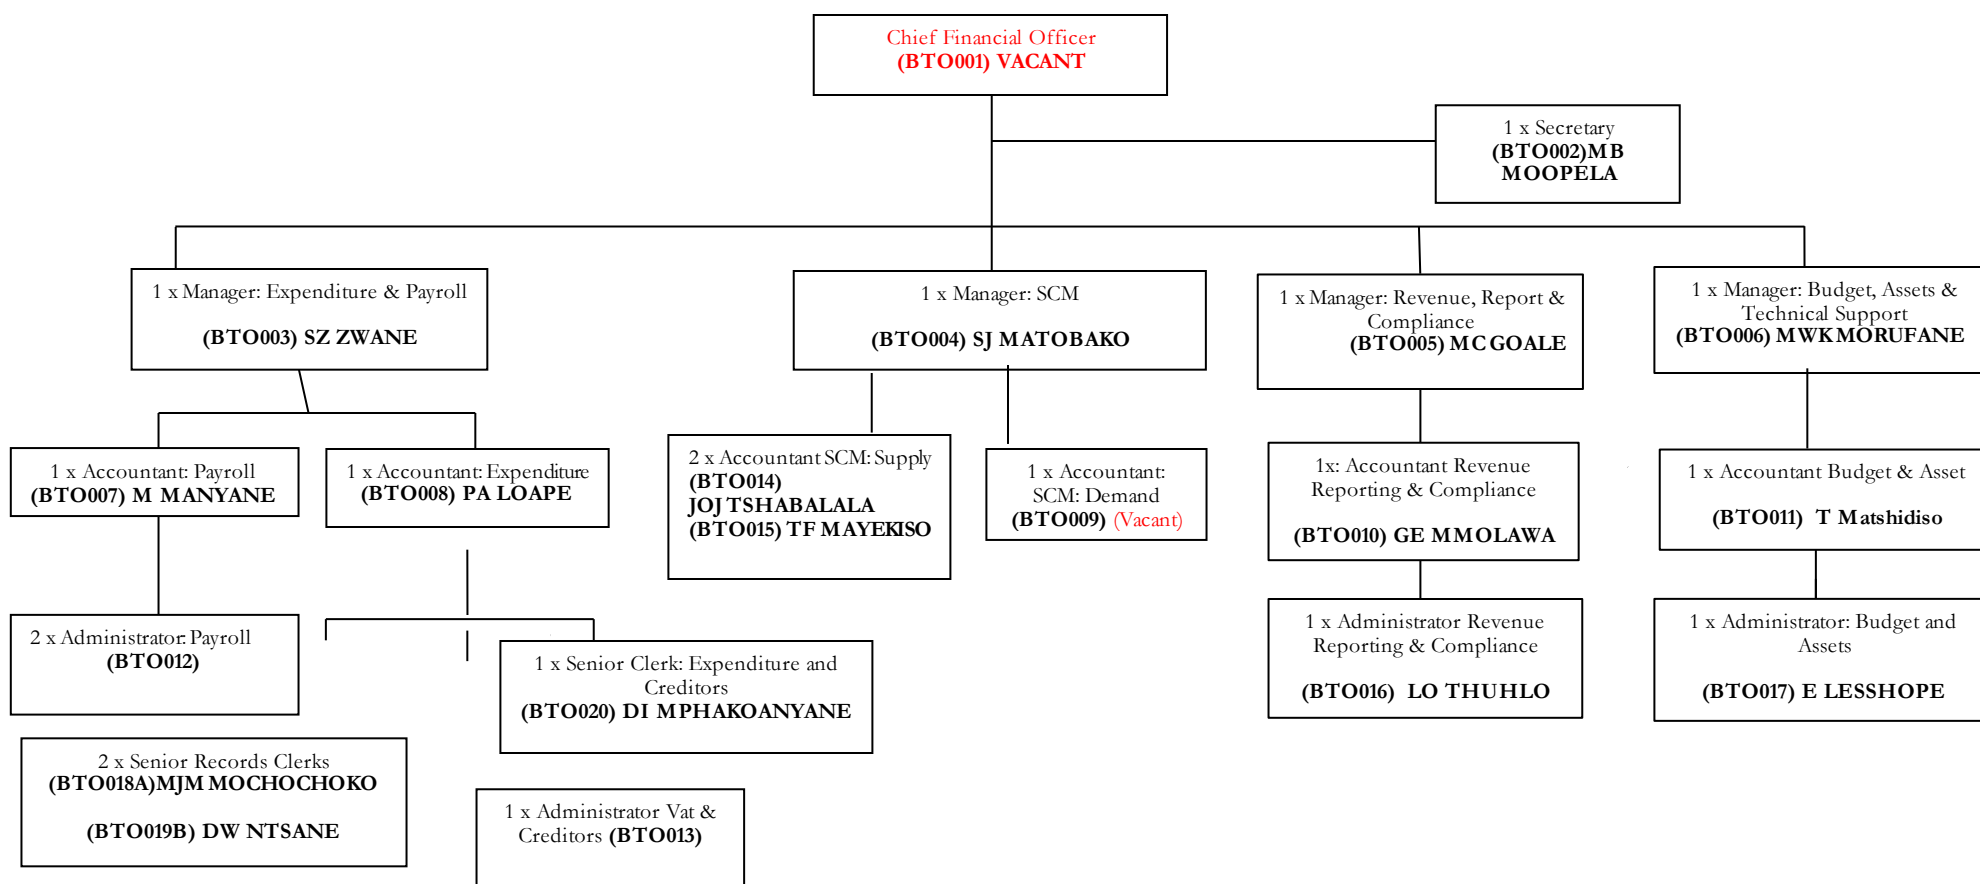 Chief Financial Officer
(BTO001) VACANT
1 x Secretary
(BTO002)MB
MOOPELA
1 x Manager: Expenditure & Payroll
(BTO003) SZ ZWANE
1 x Manager: SCM
(BTO004) SJ MATOBAKO
1 x Manager: Revenue, Report &
Compliance
(BTO005) MC GOALE
1 x Manager: Budget, Assets &
Technical Support
(BTO006) MWK MORUFANE
1 x Accountant: Payroll
(BTO007) M MANYANE
1 x Accountant: Expenditure
(BTO008) PA LOAPE
2 x Accountant SCM: Supply
(BTO014)
JOJ TSHABALALA
(BTO015) TF MAYEKISO
1 x Accountant:
SCM: Demand
(BTO009) (Vacant)
1x: Accountant Revenue
Reporting & Compliance
(BTO010) GE MMOLAWA
1 x Accountant Budget & Asset
(BTO011) T Matshidiso
2 x Administrator: Payroll
(BTO012)
1 x Senior Clerk: Expenditure and
Creditors
(BTO020) DI MPHAKOANYANE
1 x Administrator Revenue
Reporting & Compliance
(BTO016) LO THUHLO
1 x Administrator: Budget and
Assets
(BTO017) E LESSHOPE
2 x Senior Records Clerks
(BTO018A)MJM MOCHOCHOKO
(BTO019B) DW NTSANE
1 x Administrator Vat &
Creditors (BTO013)